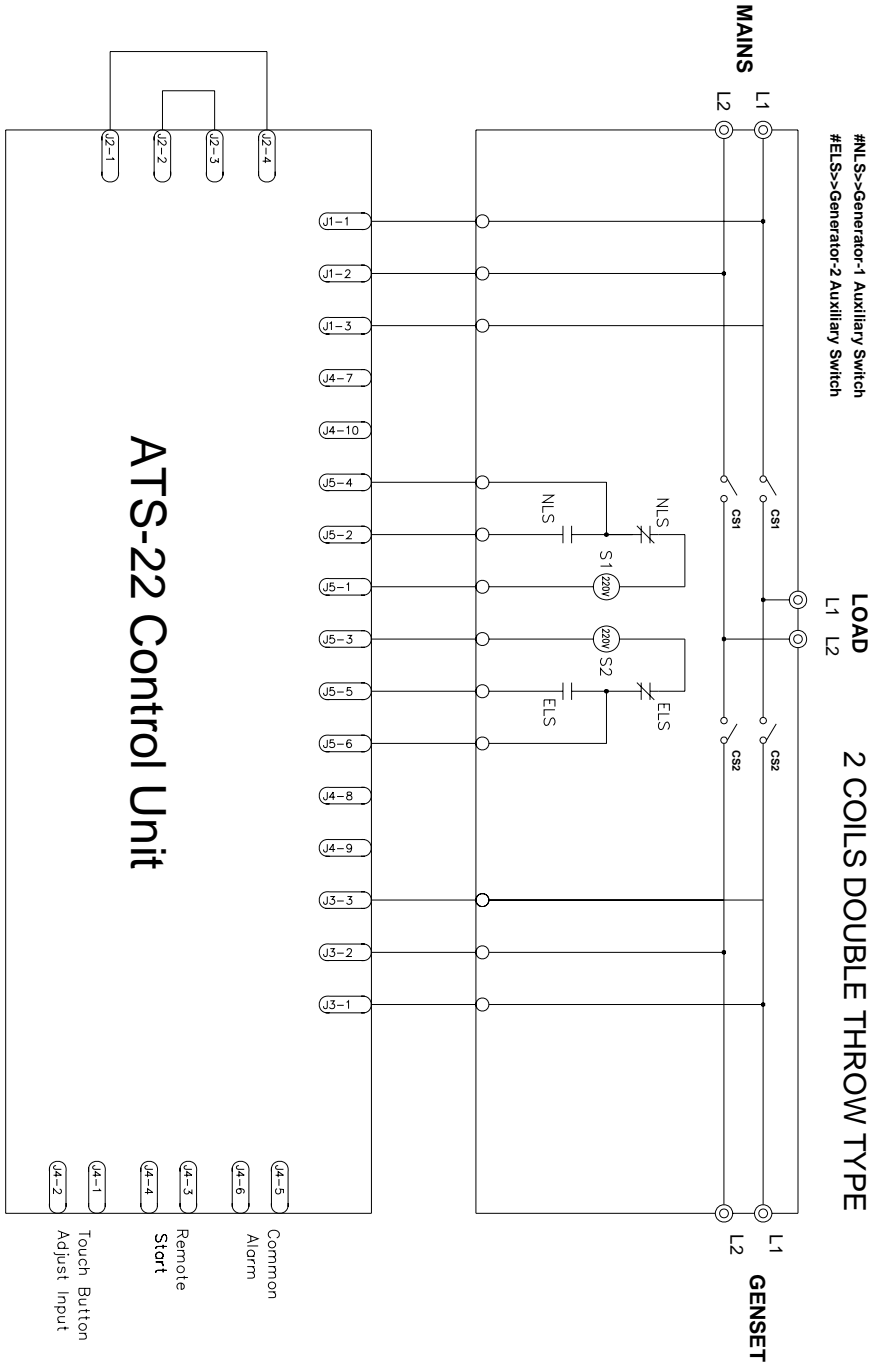 2 COILS DOUBLE THROW TYPE
#NLS>>Generator-1 Auxiliary Switch
#ELS>>Generator-2 Auxiliary Switch
MAINS
L1
L2
LOAD
L1
L2
GENSET
L1
L2
CS1
CS1
CS2
CS2
NLS
NLS
S1
220V
220V
S2
ELS
ELS
J1-1
J1-2
J1-3
J4-7
J4-10
J5-4
J5-2
J5-1
J5-3
J5-5
J5-6
J4-8
J4-9
J3-3
J3-2
J3-1
J2-4
J2-3
J2-2
J2-1
ATS-22 Control Unit
J4-5
J4-6
J4-3
J4-4
J4-1
J4-2
Common
Alarm
Remote
Start
Touch Button
Adjust Input